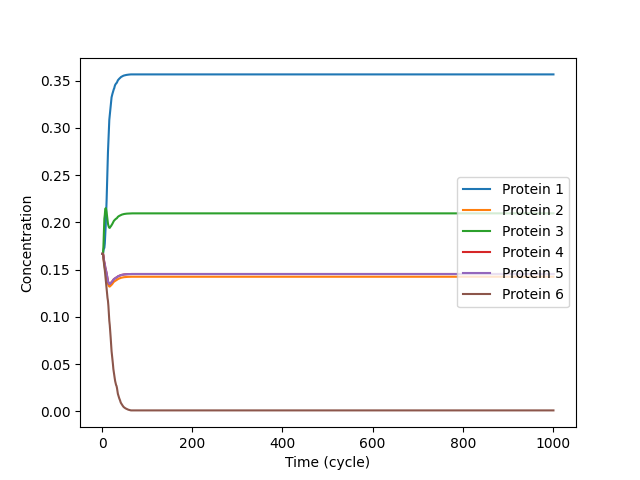 0.35
0.30
0.25
0.20
0.15
0.10
0.05
0.00
Concentration
Protein 1
Protein 2
Protein 3
Protein 4
Protein 5
Protein 6
0 200 400 600 800 1000
Time (cycle)